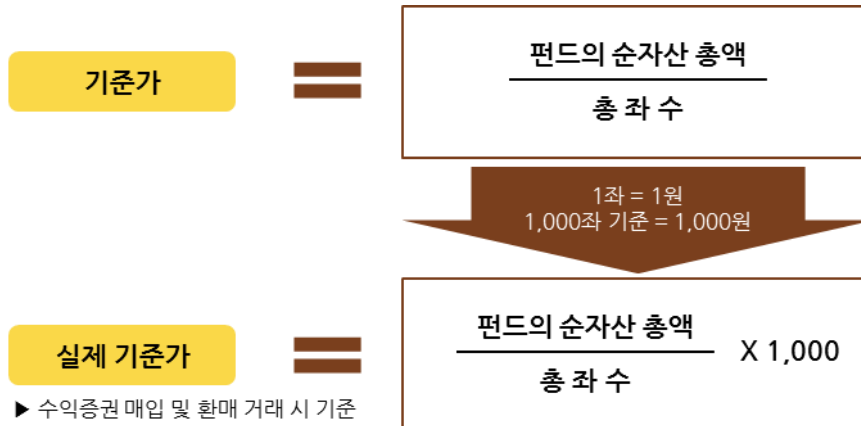 기준가
펀드의 순자산 총액
총 좌 수
1좌 = 1원
1,000좌 기준 = 1,000원
실제 기준가
펀드의 순자산 총액
총 좌 수
X 1,000
▶ 수익증권 매입 및 환매 거래 시 기준